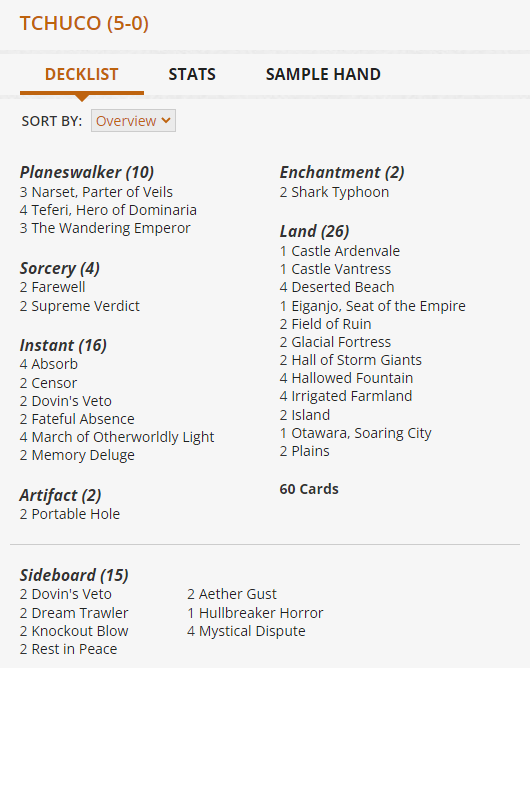 TCHUCO (5-0)
DECKLIST STATS SAMPLE HAND
SORT BY: Overview
Planeswalker (10)
3 Narset, Parter of Veils
4 Teferi, Hero of Dominaria
3 The Wandering Emperor
Sorcery (4)
2 Farewell
2 Supreme Verdict
Instant (16)
4 Absorb
2 Censor
2 Dovin's Veto
2 Fateful Absence
4 March of Otherworldly Light
2 Memory Deluge
Artifact (2)
2 Portable Hole
Enchantment (2)
2 Shark Typhoon
Land (26)
1 Castle Ardenvale
1 Castle Vantress
4 Deserted Beach
1 Eiganjo, Seat of the Empire
2 Field of Ruin
2 Glacial Fortress
2 Hall of Storm Giants
4 Hallowed Fountain
4 Irrigated Farmland
2 Island
1 Otawara, Soaring City
2 Plains
60 Cards
Sideboard (15)
2 Dovin's Veto
2 Dream Trawler
2 Knockout Blow
2 Rest in Peace
2 Aether Gust
1 Hullbreaker Horror
4 Mystical Dispute